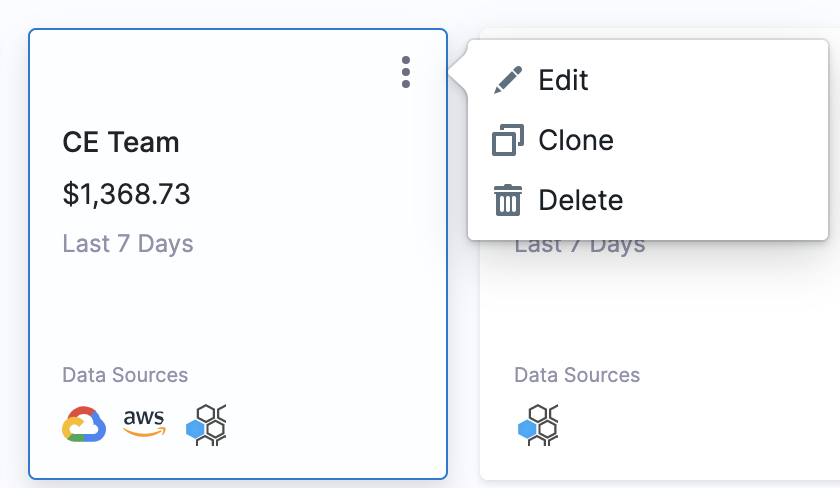 CE Team
$1,368.73
Last 7 Days
Data Sources
aws
Edit
Clone
Delete
Last 7 Days
Data Sources